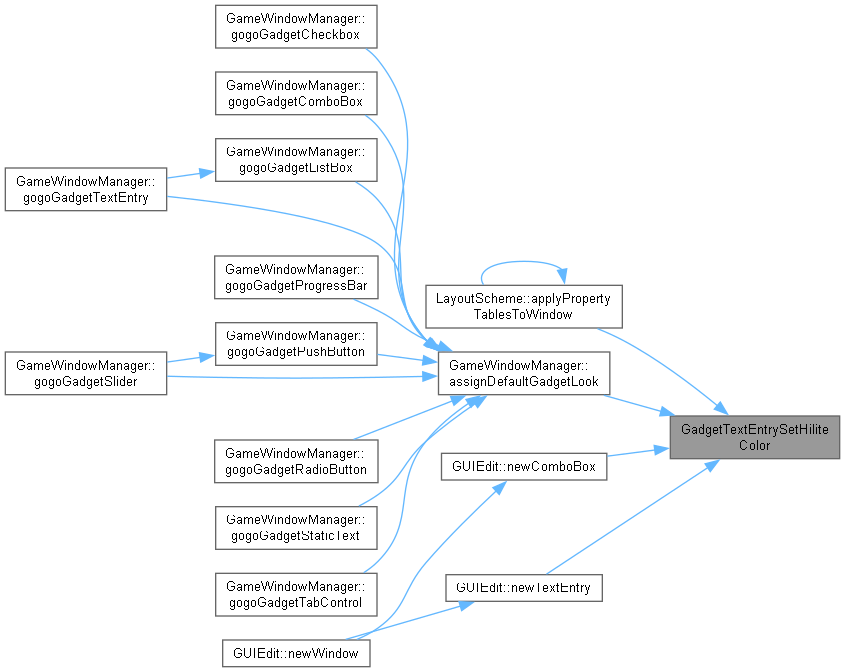 GameWindowManager::
gogoGadgetCheckbox
GameWindowManager::
gogoGadgetComboBox
GameWindowManager::
gogoGadgetListBox
GameWindowManager::
gogoGadgetTextEntry
GameWindowManager::
gogoGadgetProgressBar
LayoutScheme::applyProperty
TablesToWindow
GameWindowManager::
gogoGadgetPushButton
GameWindowManager::
gogoGadgetSlider
GameWindowManager::
assignDefaultGadgetLook
GadgetTextEntrySetHilite
Color
GameWindowManager::
gogoGadgetRadioButton
GUIEdit::newComboBox
GameWindowManager::
gogoGadgetStaticText
GameWindowManager::
gogoGadgetTabControl
GUIEdit::newTextEntry
GUIEdit::newWindow